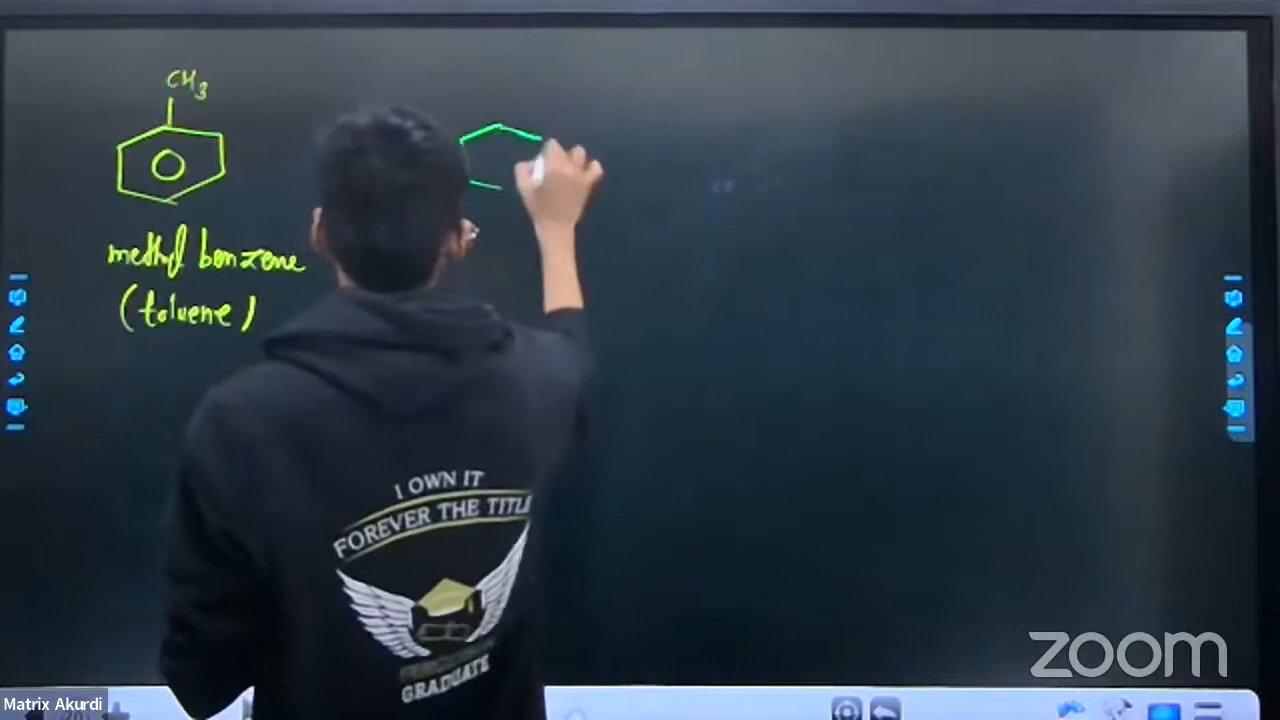 CH3
methyl benzene
(toluene)
I OWN IT
FOREVER THE TITLE
GRADUATE
zoom
Matrix Akurdi